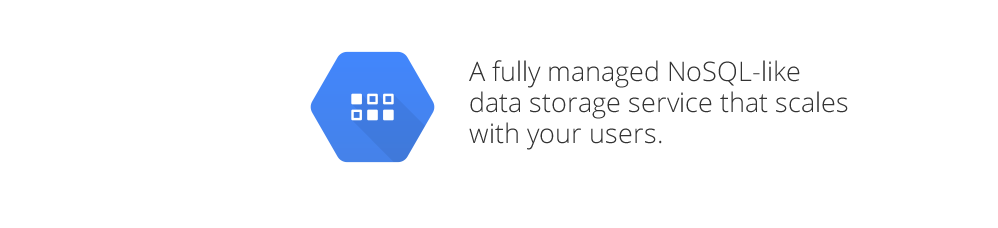 A fully managed NoSQL-like
data storage service that scales
with your users.